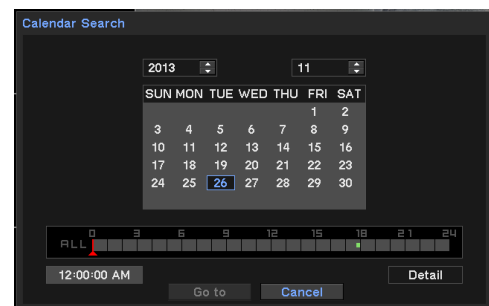 Calendar Search
2013 11
SUN MON TUE WED THU FRI SAT
1 2
3 4 5 6 7 8 9
10 11 12 13 14 15 16
17 18 19 20 21 22 23
24 25 26 27 28 29 30
0 3 6 9 12 15 18 21 24
ALL
12:00:00 AM Detail
Go to Cancel